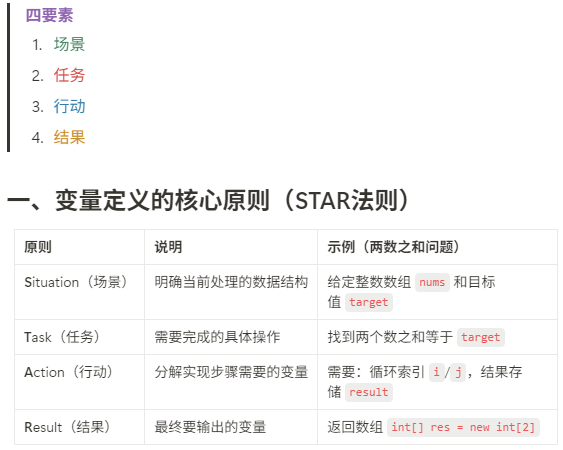 四要素
1. 场景
2. 任务
3. 行动
4. 结果
一、变量定义的核心原则（STAR法则）
原则 说明 示例（两数之和问题）
Situation（场景） 明确当前处理的数据结构 给定整数数组 nums 和目标
值 target
Task（任务） 需要完成的具体操作 找到两个数之和等于 target
Action（行动） 分解实现步骤需要的变量 需要：循环索引 i/j，结果存
储 result
Result（结果） 最终要输出的变量 返回数组 int[] res = new int[2]